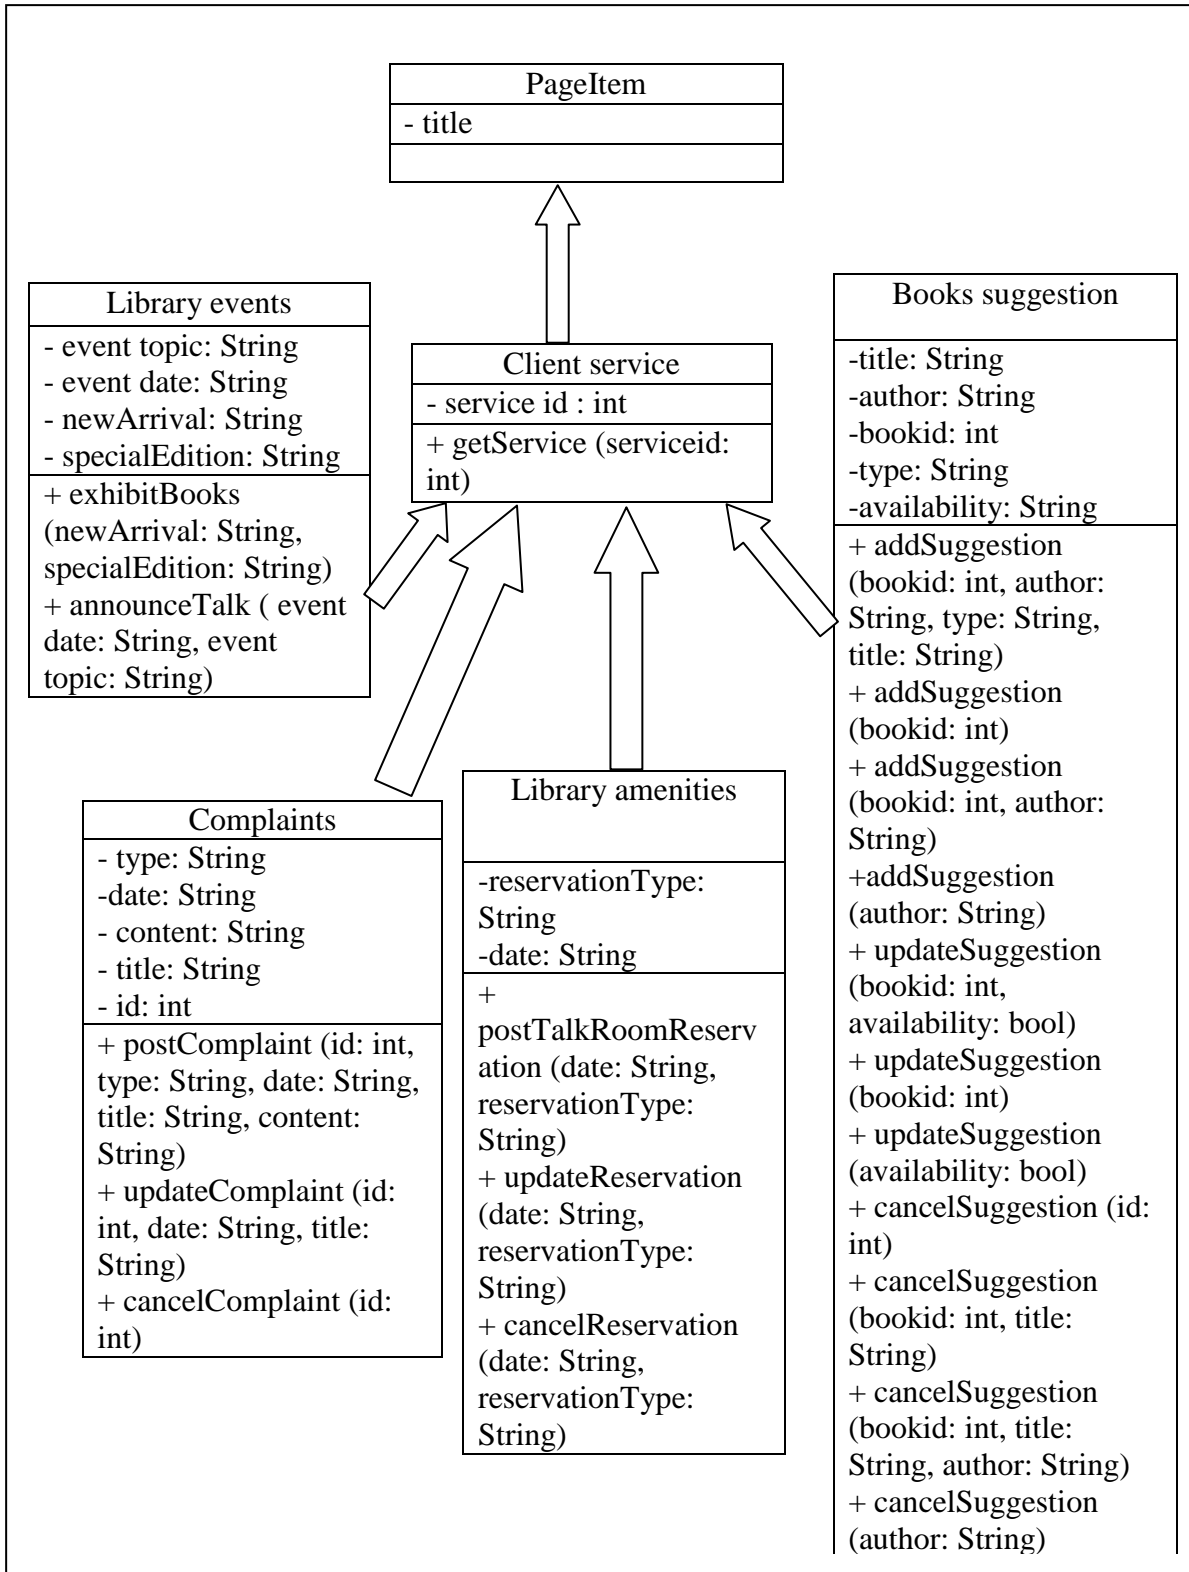 PageItem
- title
Library events
- event topic: String
- event date: String
- newArrival: String
- specialEdition: String
+ exhibitBooks
(newArrival: String,
specialEdition: String)
+ announceTalk ( event
date: String, event
topic: String)
Client service
- service id : int
+ getService (serviceid:
int)
Books suggestion
-title: String
-author: String
-bookid: int
-type: String
-availability: String
+ addSuggestion
(bookid: int, author:
String, type: String,
title: String)
+ addSuggestion
(bookid: int)
+ addSuggestion
(bookid: int, author:
String)
+addSuggestion
(author: String)
+ updateSuggestion
(bookid: int,
availability: bool)
+ updateSuggestion
(bookid: int)
+ updateSuggestion
(availability: bool)
+ cancelSuggestion (id:
int)
+ cancelSuggestion
(bookid: int, title:
String)
+ cancelSuggestion
(bookid: int, title:
String, author: String)
+ cancelSuggestion
(author: String)
Complaints
- type: String
-date: String
- content: String
- title: String
- id: int
+ postComplaint (id: int,
type: String, date: String,
title: String, content:
String)
+ updateComplaint (id:
int, date: String, title:
String)
+ cancelComplaint (id:
int)
Library amenities
-reservationType:
String
-date: String
+
postTalkRoomReserv
ation (date: String,
reservationType:
String)
+ updateReservation
(date: String,
reservationType:
String)
+ cancelReservation
(date: String,
reservationType:
String)